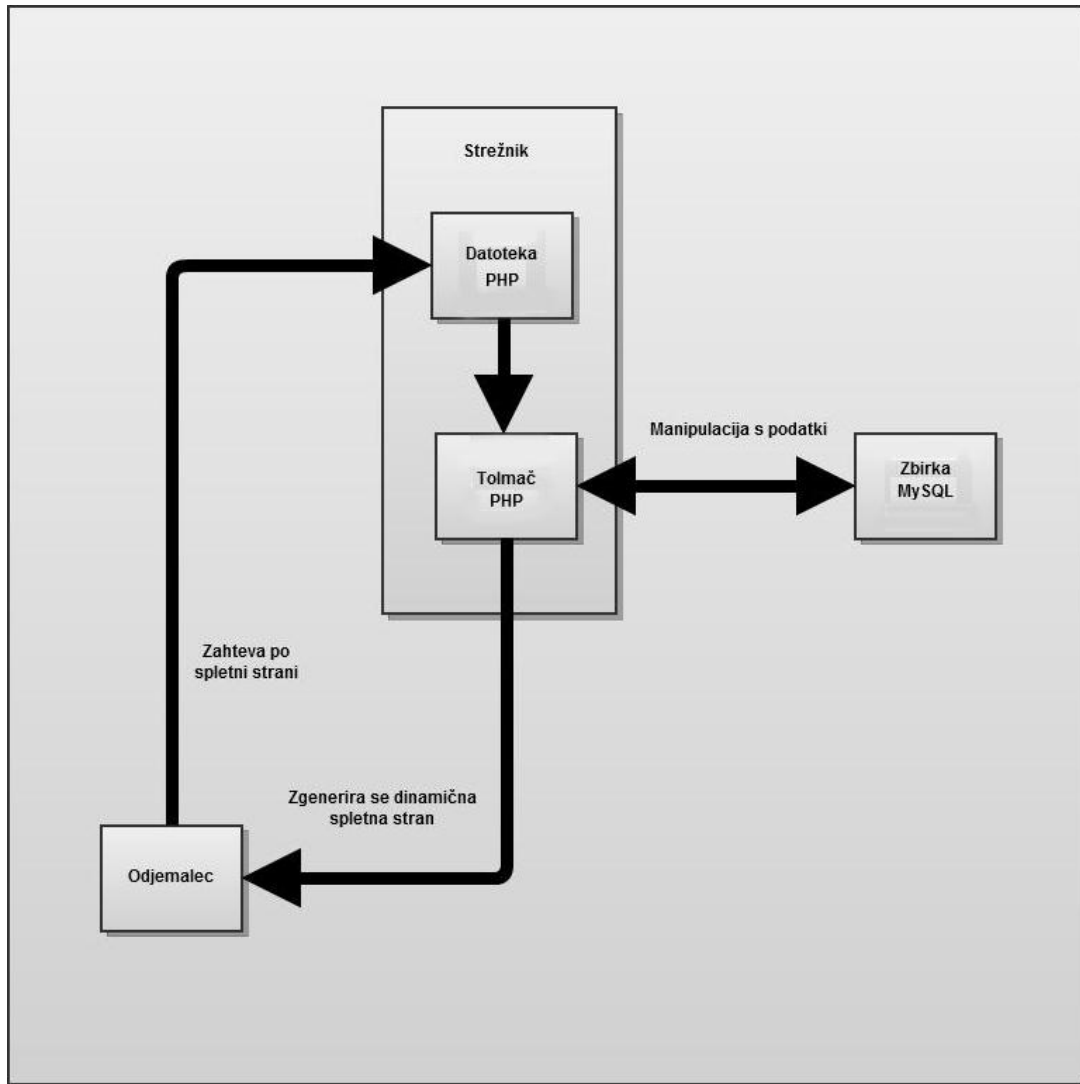 Strežnik
Datoteka
PHP
Tolmač
PHP
Manipulacija s podatki
Zbirka
MySQL
Zahteva po
spletni strani
Zgenerira se dinamična
spletna stran
Odjemalec